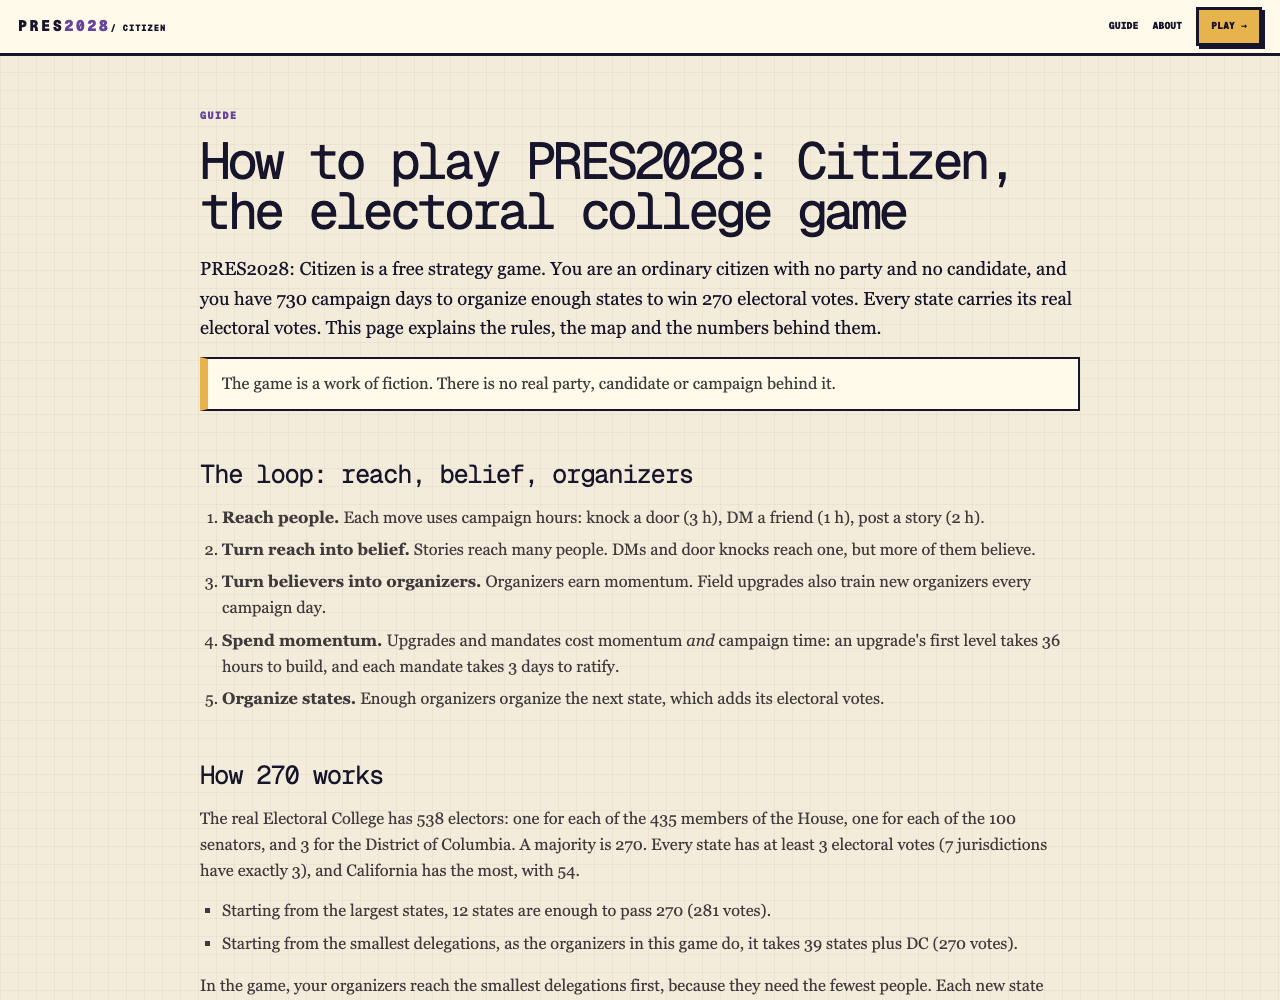 PRES2028/ CITIZEN
GUIDE ABOUT PLAY →
GUIDE
How to play PRES2028: Citizen,
the electoral college game
PRES2028: Citizen is a free strategy game. You are an ordinary citizen with no party and no candidate, and
you have 730 campaign days to organize enough states to win 270 electoral votes. Every state carries its real
electoral votes. This page explains the rules, the map and the numbers behind them.
The game is a work of fiction. There is no real party, candidate or campaign behind it.
The loop: reach, belief, organizers
1. Reach people. Each move uses campaign hours: knock a door (3 h), DM a friend (1 h), post a story (2 h).
2. Turn reach into belief. Stories reach many people. DMs and door knocks reach one, but more of them believe.
3. Turn believers into organizers. Organizers earn momentum. Field upgrades also train new organizers every
campaign day.
4. Spend momentum. Upgrades and mandates cost momentum and campaign time: an upgrade's first level takes 36
hours to build, and each mandate takes 3 days to ratify.
5. Organize states. Enough organizers organize the next state, which adds its electoral votes.
How 270 works
The real Electoral College has 538 electors: one for each of the 435 members of the House, one for each of the 100
senators, and 3 for the District of Columbia. A majority is 270. Every state has at least 3 electoral votes (7 jurisdictions
have exactly 3), and California has the most, with 54.
▪ Starting from the largest states, 12 states are enough to pass 270 (281 votes).
▪ Starting from the smallest delegations, as the organizers in this game do, it takes 39 states plus DC (270 votes).
In the game, your organizers reach the smallest delegations first, because they need the fewest people. Each new state